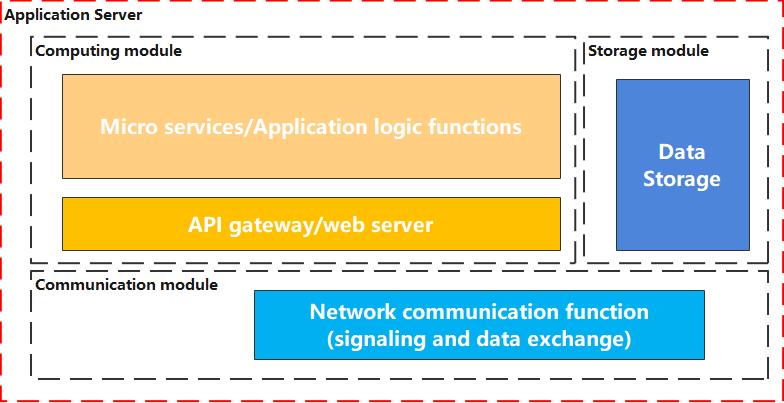 Application Server
Computing module
Storage module
Micro services/Application logic functions
Data
Storage
API gateway/web server
Communication module
Network communication function
(signaling and data exchange)